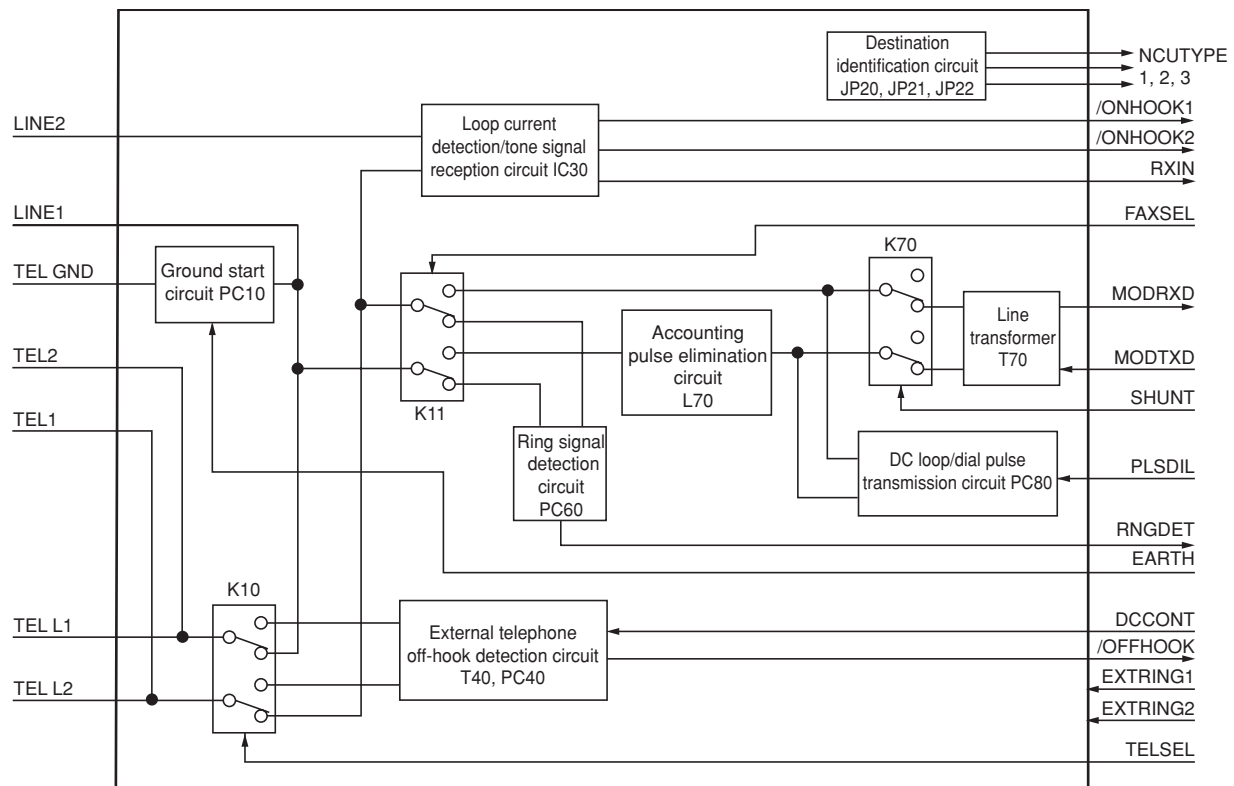 Destination
identification circuit
JP20, JP21, JP22
NCUTYPE
1, 2, 3
LINE2
Loop current
detection/tone signal
reception circuit IC30
/ONHOOK1
/ONHOOK2
RXIN
LINE1
FAXSEL
TEL GND
Ground start
circuit PC10
K11
K70
Accounting
pulse elimination
circuit
L70
Line
transformer
T70
MODRXD
MODTXD
SHUNT
TEL2
TEL1
Ring signal
detection
circuit
PC60
DC loop/dial pulse
transmission circuit PC80
PLSDIL
RNGDET
EARTH
K10
TEL L1
TEL L2
External telephone
off-hook detection circuit
T40, PC40
DCCONT
/OFFHOOK
EXTRING1
EXTRING2
TELSEL